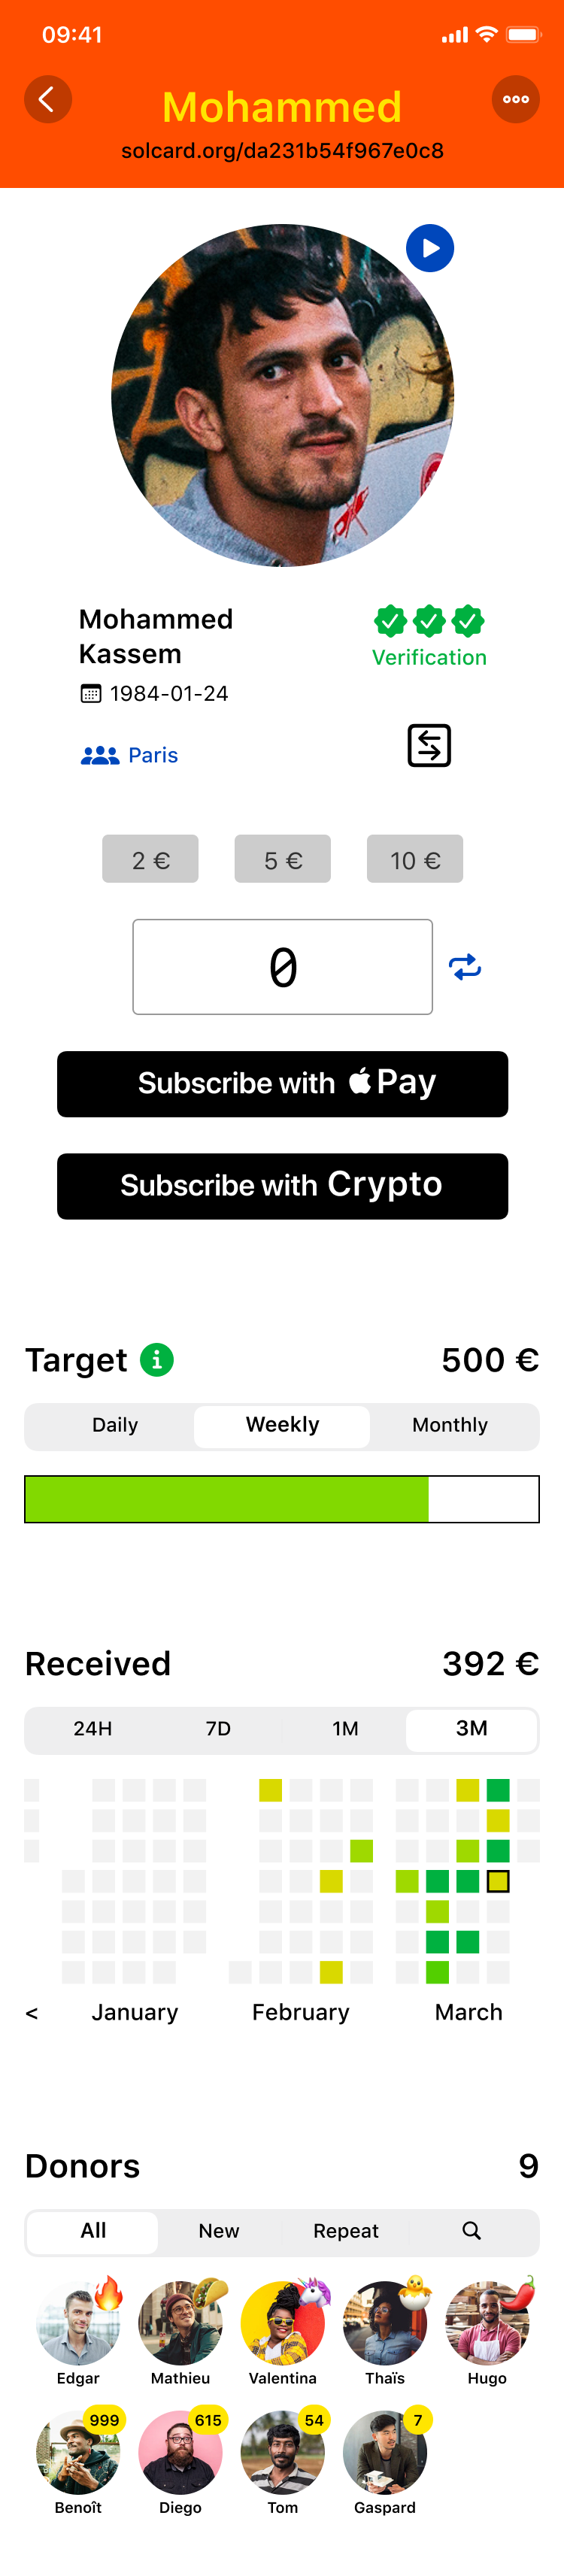 09:41
Mohammed
solcard.org/da231b54f967e0c8
Mohammed
Kassem
Verification
1984-01-24
Paris
2 €
5 €
10 €
0
Subscribe with Pay
Subscribe with Crypto
Target
500 €
Daily
Weekly
Monthly
Received
392 €
24H
7D
1M
3M
<
January
February
March
Donors
9
All
New
Repeat
Edgar
Mathieu
Valentina
Thaïs
Hugo
999
615
54
7
Benoît
Diego
Tom
Gaspard